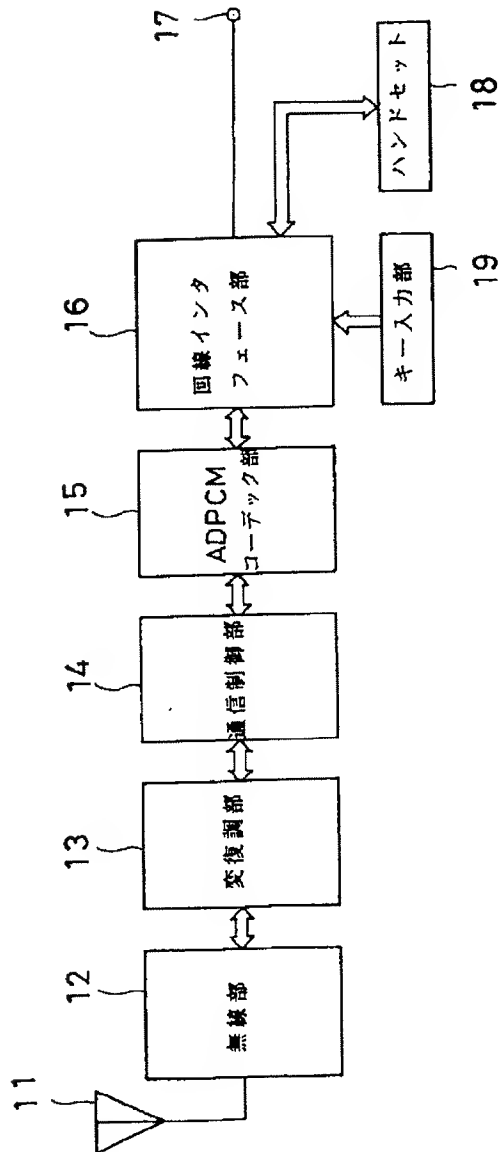 11
12
無線部
13
変復調部
14
通信制御部
15
ADPCM
コーデック部
16
回線インタ
フェース部
17
ハンドセット
18
キー入力部
19